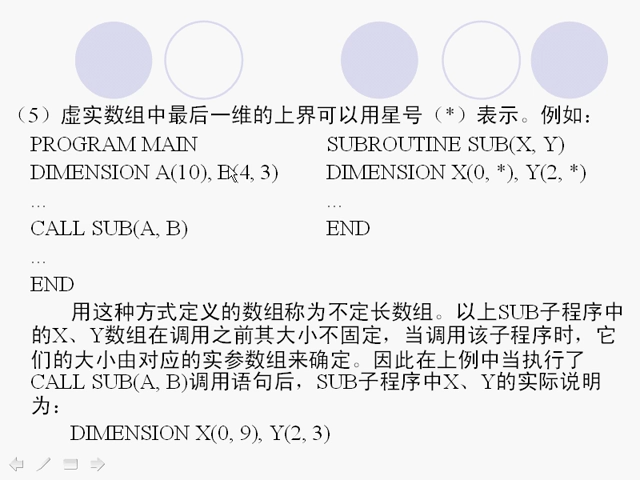 （5）虚实数组中最后一维的上界可以用星号（*）表示。例如：
PROGRAM MAIN
DIMENSION A(10), B(4, 3)
...
CALL SUB(A, B)
...
END
SUBROUTINE SUB(X, Y)
DIMENSION X(0, *), Y(2, *)
...
END
用这种方式定义的数组称为不定长数组。以上SUB子程序中
的X、Y数组在调用之前其大小不固定，当调用该子程序时，它
们的大小由对应的实参数组来确定。因此在上例中当执行了
CALL SUB(A, B)调用语句后，SUB子程序中X、Y的实际说明
为：
DIMENSION X(0, 9), Y(2, 3)